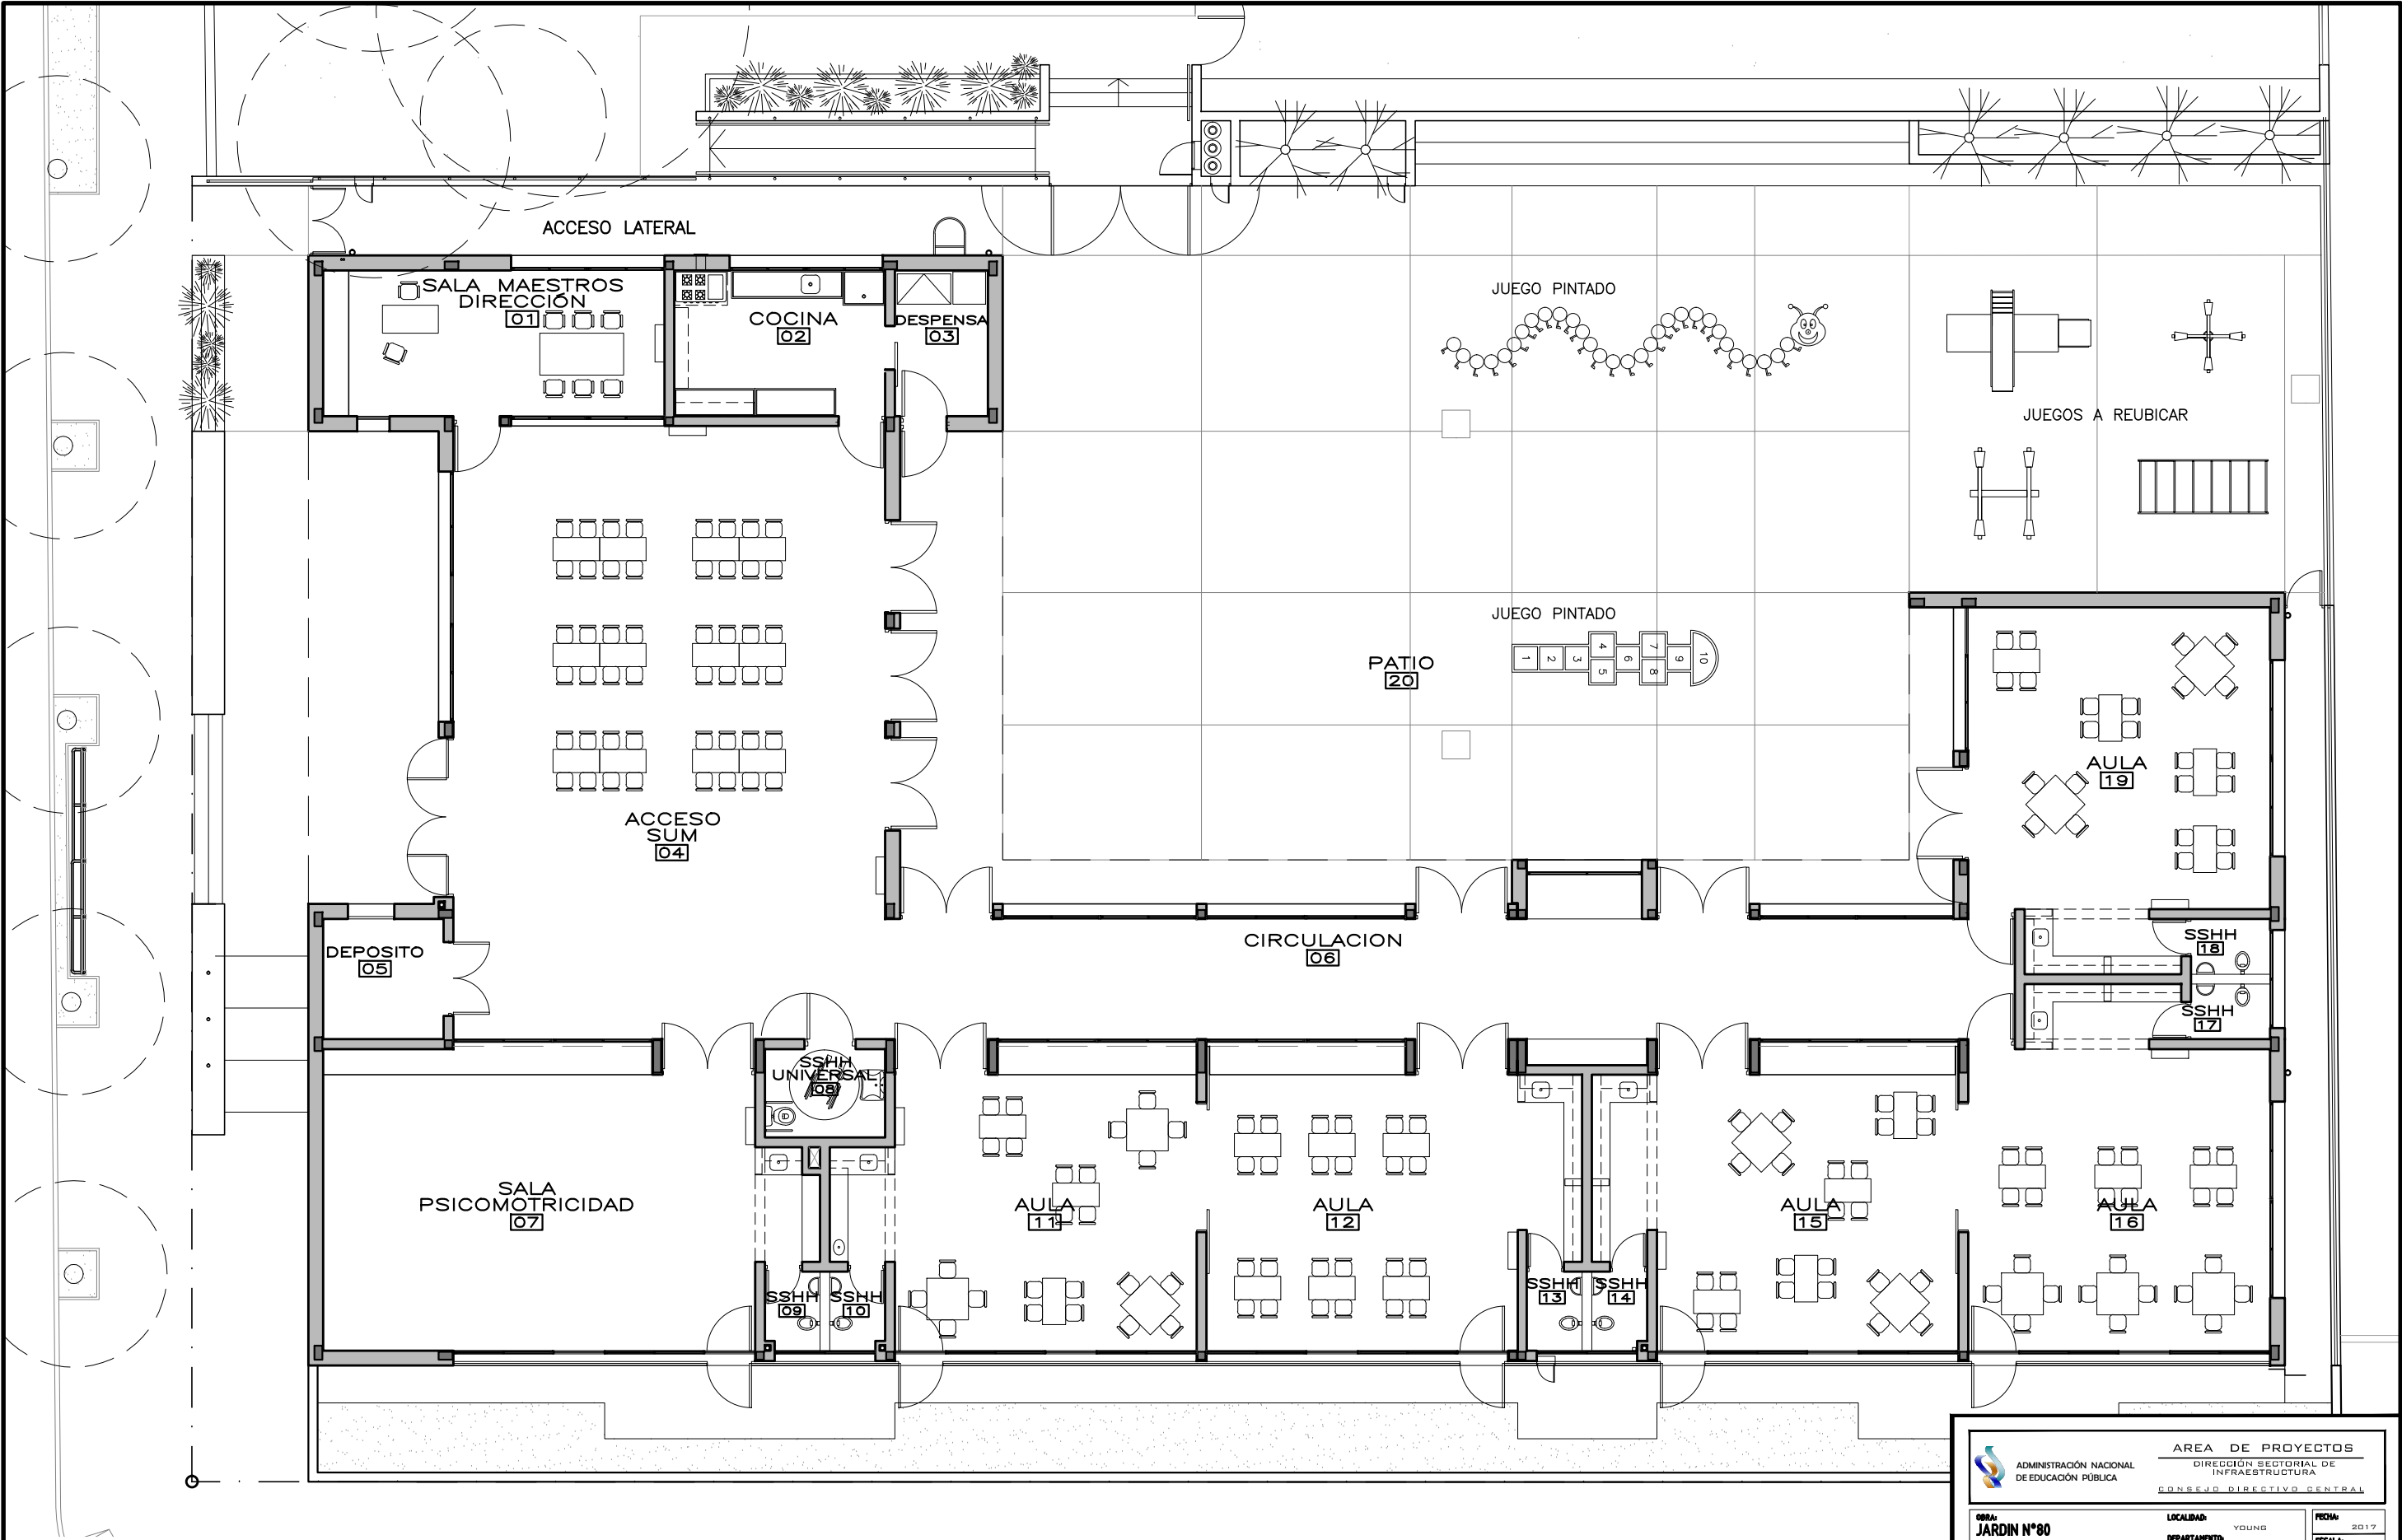 ACCESO LATERAL
SALA MAESTROS
DIRECCIÓN
01
COCINA
02
DESPENSA
03
JUEGO PINTADO
JUEGOS A REUBICAR
JUEGO PINTADO
1 2 3 4 5 6 7 8 9 10
PATIO
20
AULA
19
ACCESO
SUM
04
DEPOSITO
05
CIRCULACION
06
SSHH
18
SSHH
17
SSHH
UNIVERSAL
08
SALA
PSICOMOTRICIDAD
07
AULA
11
AULA
12
AULA
15
AULA
16
SSHH
09
SSHH
10
SSHH
13
SSHH
14
ADMINISTRACIÓN NACIONAL
DE EDUCACIÓN PÚBLICA
AREA DE PROYECTOS
DIRECCIÓN SECTORIAL DE
INFRAESTRUCTURA
CONSEJO DIRECTIVO CENTRAL
OBRA:
JARDIN N°80
LOCALIDAD:
YOUNG
DEPARTAMENTO:
FECHA:
2017